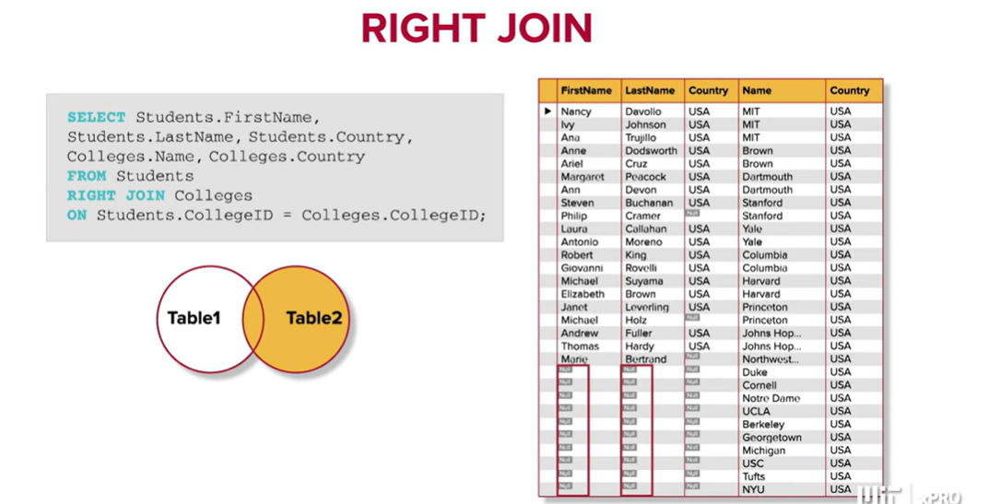 RIGHT JOIN
SELECT Students.FirstName,
Students.LastName, Students.Country,
Colleges.Name, Colleges.Country
FROM Students
RIGHT JOIN Colleges
ON Students.CollegeID = Colleges.CollegeID;
Table1 Table2
FirstName LastName Country Name Country
Nancy Davollo USA MIT USA
Ivy Johnson USA MIT USA
Ana Trujillo USA MIT USA
Anne Dodsworth USA Brown USA
Ariel Cruz USA Brown USA
Margaret Peacock USA Dartmouth USA
Ann Devon USA Dartmouth USA
Steven Buchanan USA Stanford USA
Philip Cramer Null Stanford USA
Laura Callahan USA Yale USA
Antonio Moreno USA Yale USA
Robert King USA Columbia USA
Giovanni Rovelli USA Columbia USA
Michael Suyama USA Harvard USA
Elizabeth Brown USA Harvard USA
Janet Leverling USA Princeton USA
Michael Holz Null Princeton USA
Andrew Fuller USA Johns Hop... USA
Thomas Hardy USA Johns Hop... USA
Marie Bertrand Null Northwest... USA
Null Null Null Duke USA
Null Null Null Cornell USA
Null Null Null Notre Dame USA
Null Null Null UCLA USA
Null Null Null Berkeley USA
Null Null Null Georgetown USA
Null Null Null Michigan USA
Null Null Null USC USA
Null Null Null Tufts USA
Null Null Null NYU USA
MIT xPRO